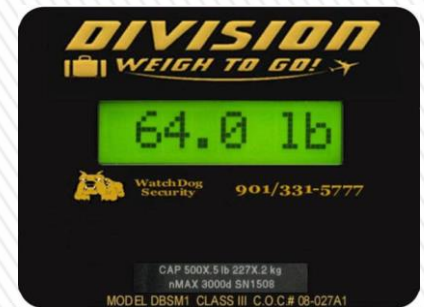 DIVISION
WEIGH TO GO!
64.0 lb
WatchDog
Security
901/331-5777
CAP 500X.5 lb 227X.2 kg
nMAX 3000d SN1508
MODEL DBSM1 CLASS III C.O.C.# 08-027A1